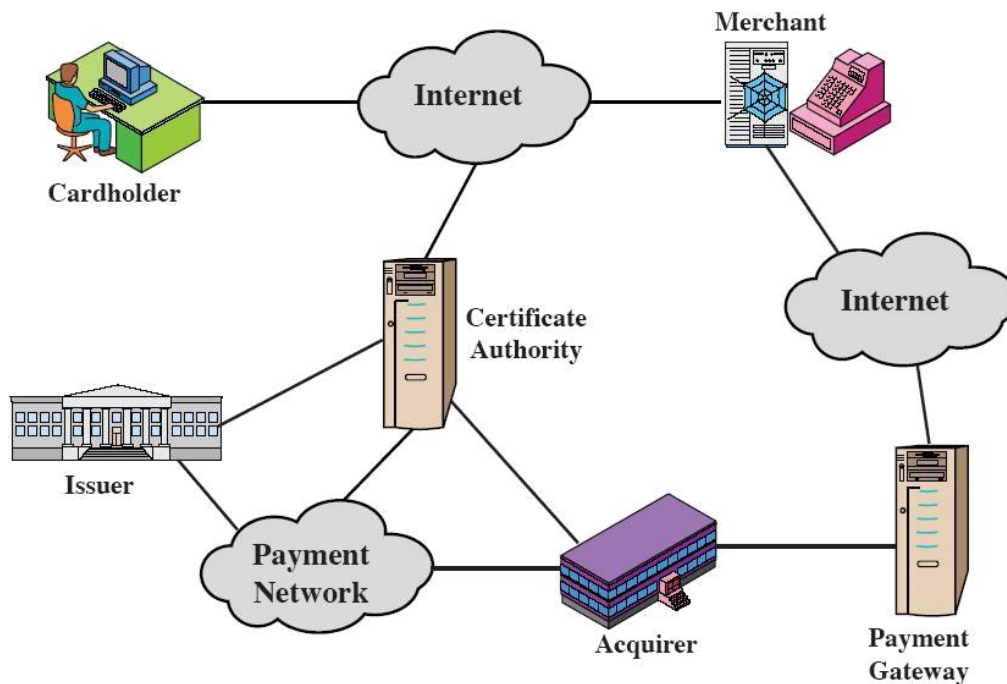 Merchant
Internet
Cardholder
Internet
Certificate
Authority
Issuer
Payment
Network
Acquirer
Payment
Gateway